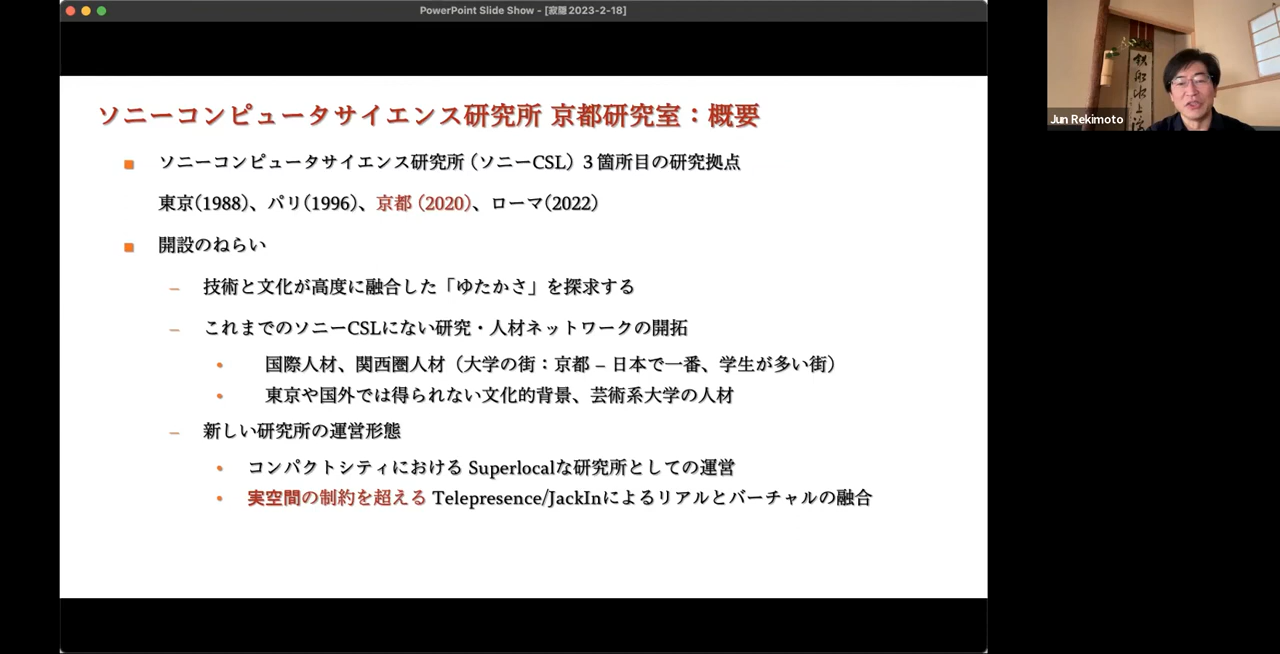 PowerPoint Slide Show - [寂隠2023-2-18]
ソニーコンピュータサイエンス研究所 京都研究室：概要
ソニーコンピュータサイエンス研究所（ソニーCSL）３箇所目の研究拠点
東京(1988)、パリ(1996)、京都 (2020)、ローマ(2022)
開設のねらい
– 技術と文化が高度に融合した「ゆたかさ」を探求する
– これまでのソニーCSLにない研究・人材ネットワークの開拓
• 国際人材、関西圏人材（大学の街：京都 – 日本で一番、学生が多い街）
• 東京や国外では得られない文化的背景、芸術系大学の人材
– 新しい研究所の運営形態
• コンパクトシティにおける Superlocalな研究所としての運営
• 実空間の制約を超える Telepresence/JackInによるリアルとバーチャルの融合
Jun Rekimoto